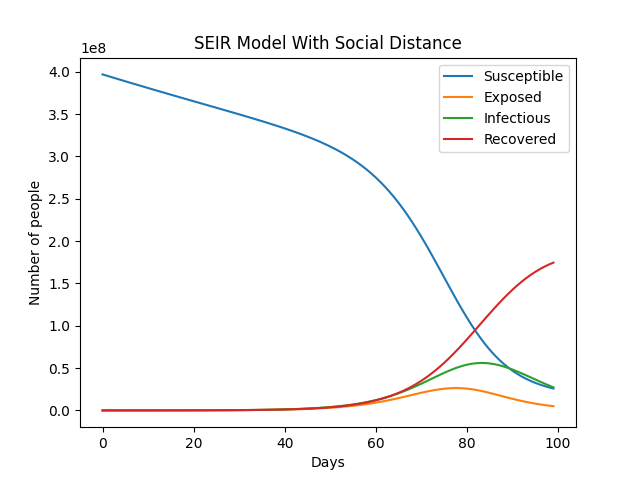 SEIR Model With Social Distance
1e8
4.0
3.5
3.0
2.5
2.0
1.5
1.0
0.5
0.0
Number of people
Susceptible
Exposed
Infectious
Recovered
0 20 40 60 80 100
Days